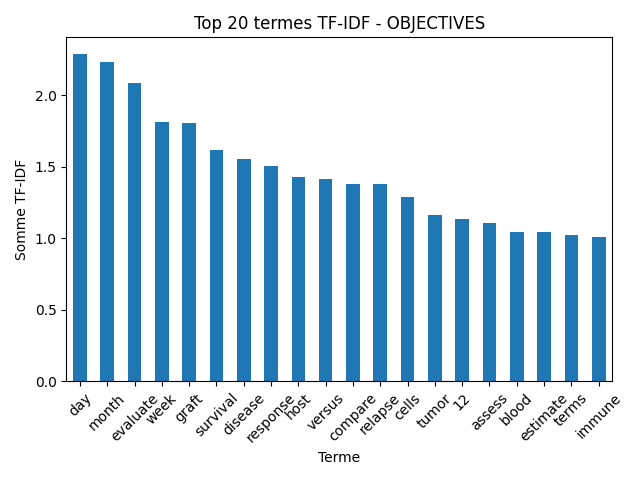 Top 20 termes TF-IDF - OBJECTIVES
Somme TF-IDF
2.0
1.5
1.0
0.5
0.0
day
month
evaluate
week
graft
survival
disease
response
host
versus
compare
relapse
cells
tumor
12
assess
blood
estimate
terms
immune
Terme